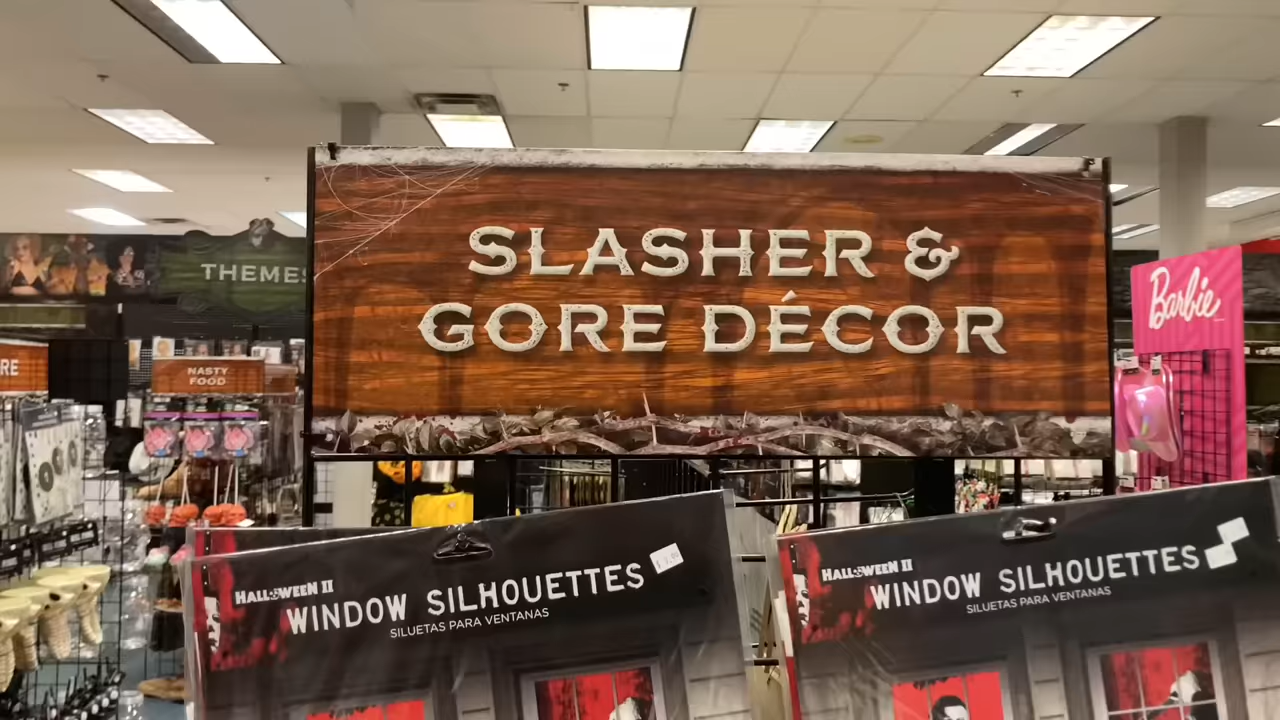 THEMES
SLASHER &
GORE DÉCOR
Barbie
RE
NASTY
FOOD
HALLOWEEN II
WINDOW SILHOUETTES
SILUETAS PARA VENTANAS
HALLOWEEN II
WINDOW SILHOUETTES
SILUETAS PARA VENTANAS